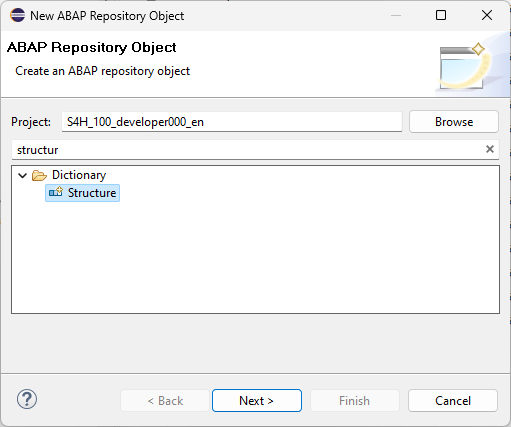 New ABAP Repository Object
ABAP Repository Object
Create an ABAP repository object
Project: S4H_100_developer000_en Browse
structur
Dictionary
Structure
? < Back Next > Finish Cancel